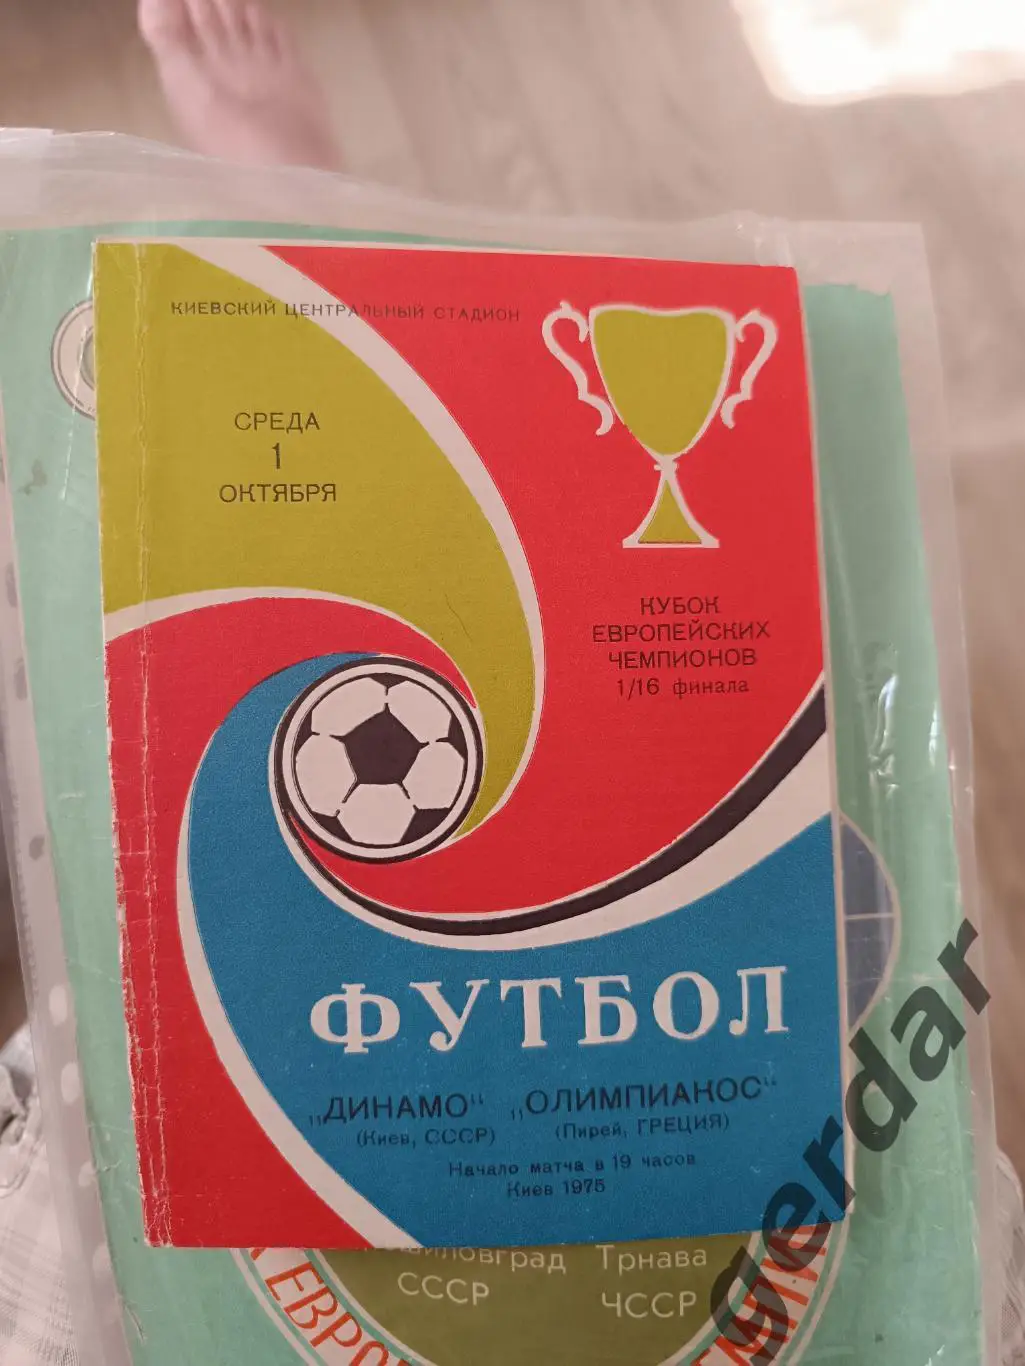 КИЕВСКИЙ ЦЕНТРАЛЬНЫЙ СТАДИОН
СРЕДА
1
ОКТЯБРЯ
КУБОК
ЕВРОПЕЙСКИХ
ЧЕМПИОНОВ
1/16 финала
ФУТБОЛ
„ДИНАМО" „ОЛИМПИАКОС"
(Киев, СССР) (Пирей, ГРЕЦИЯ)
Начало матча в 19 часов
Киев 1975
Трнава
СССР ЧССР
gerdar